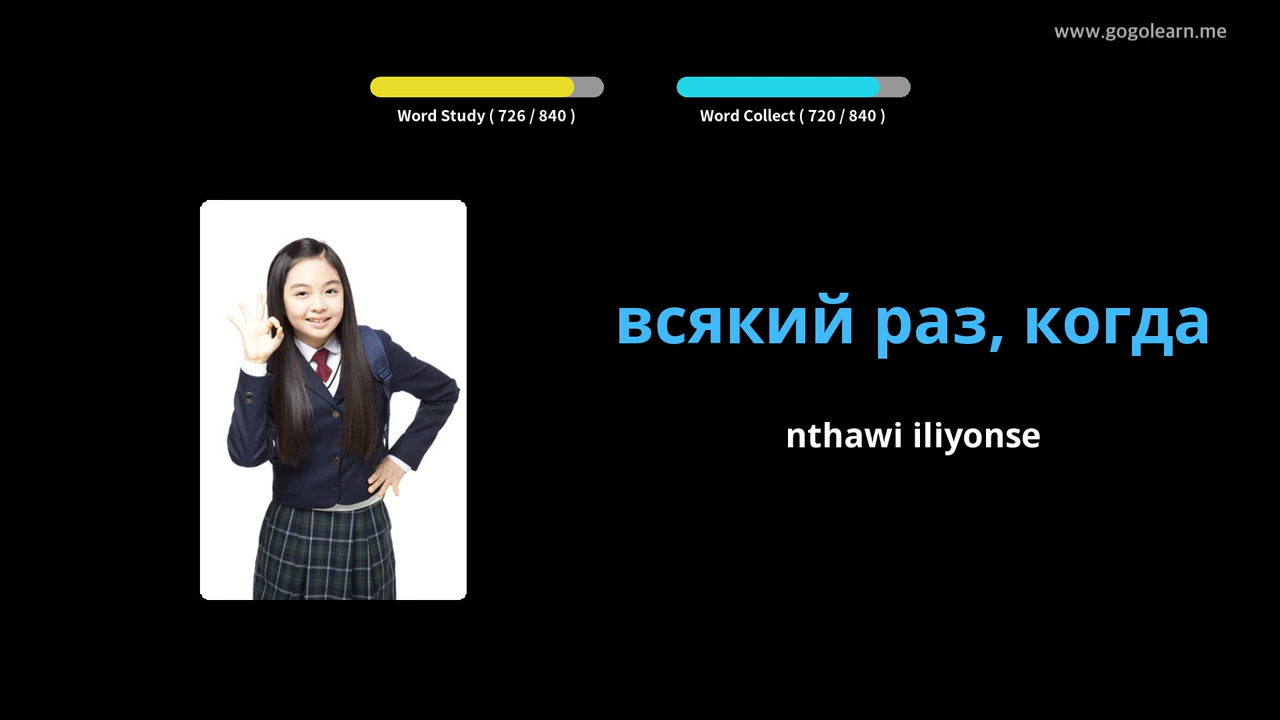 www.gogolearn.me
Word Study ( 726 / 840 )
Word Collect ( 720 / 840 )
всякий раз, когда
nthawi iliyonse